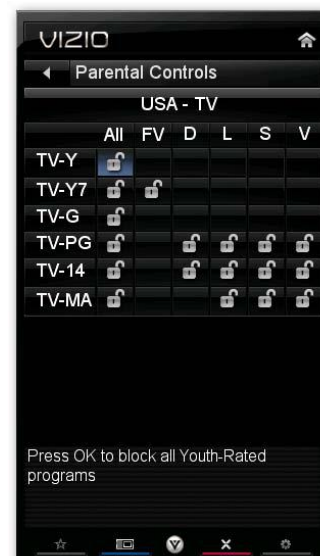 VIZIO
Parental Controls
USA - TV
All FV D L S V
TV-Y
TV-Y7
TV-G
TV-PG
TV-14
TV-MA
Press OK to block all Youth-Rated
programs